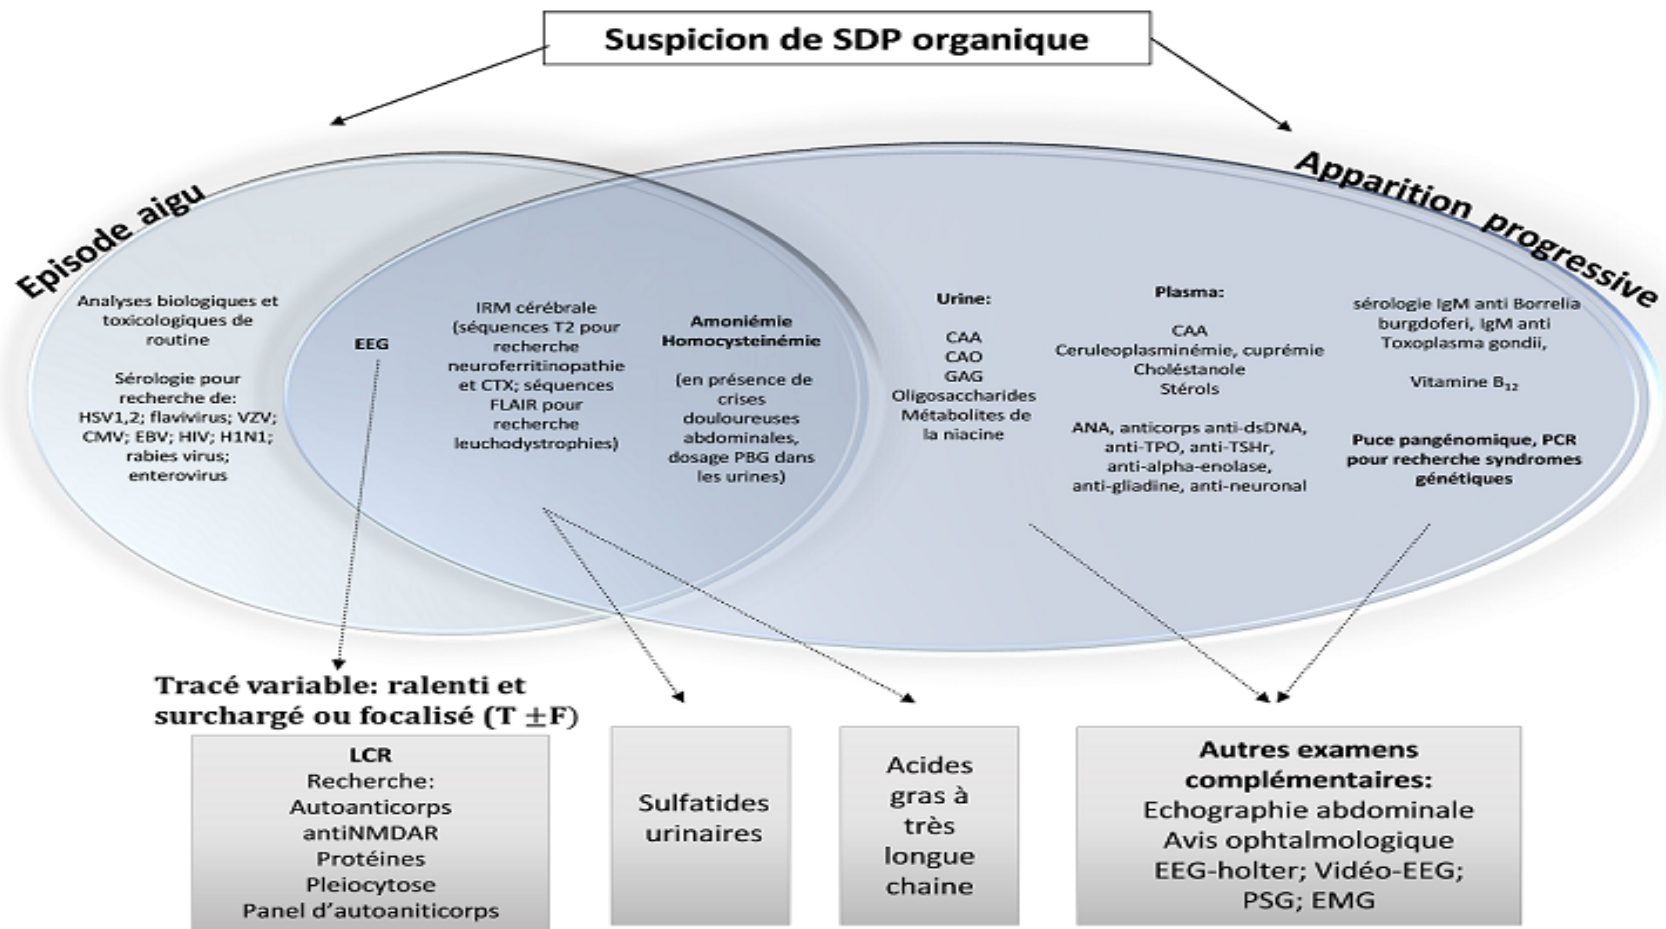 Suspicion de SDP organique
Episode aigu
Apparition progressive
Analyses biologiques et
toxicologiques de
routine
Sérologie pour
recherche de:
HSV1,2; flavivirus; VZV;
CMV; EBV; HIV; H1N1;
rabies virus;
enterovirus
EEG
IRM cérébrale
(séquences T2 pour
recherche
neuroferritinopathie
et CTX; séquences
FLAIR pour
recherche
leuchodystrophies)
Amoniémie
Homocysteinémie
(en présence de
crises
douloureuses
abdominales,
dosage PBG dans
les urines)
Urine:
CAA
CAO
GAG
Oligosaccharides
Métabolites de
la niacine
Plasma:
CAA
Ceruleoplasminémie, cuprémie
Choléstanole
Stérols
ANA, anticorps anti-dsDNA,
anti-TPO, anti-TSHr,
anti-alpha-enolase,
anti-gliadine, anti-neuronal
sérologie IgM anti Borrelia
burgdoferi, IgM anti
Toxoplasma gondii,
Vitamine B₁₂
Puce pangénomique, PCR
pour recherche syndromes
génétiques
Tracé variable: ralenti et
surchargé ou focalisé (T ±F)
LCR
Recherche:
Autoanticorps
antiNMDAR
Protéines
Pleiocytose
Panel d’autoaniticorps
Sulfatides
urinaires
Acides
gras à
très
longue
chaine
Autres examens
complémentaires:
Echographie abdominale
Avis ophtalmologique
EEG-holter; Vidéo-EEG;
PSG; EMG